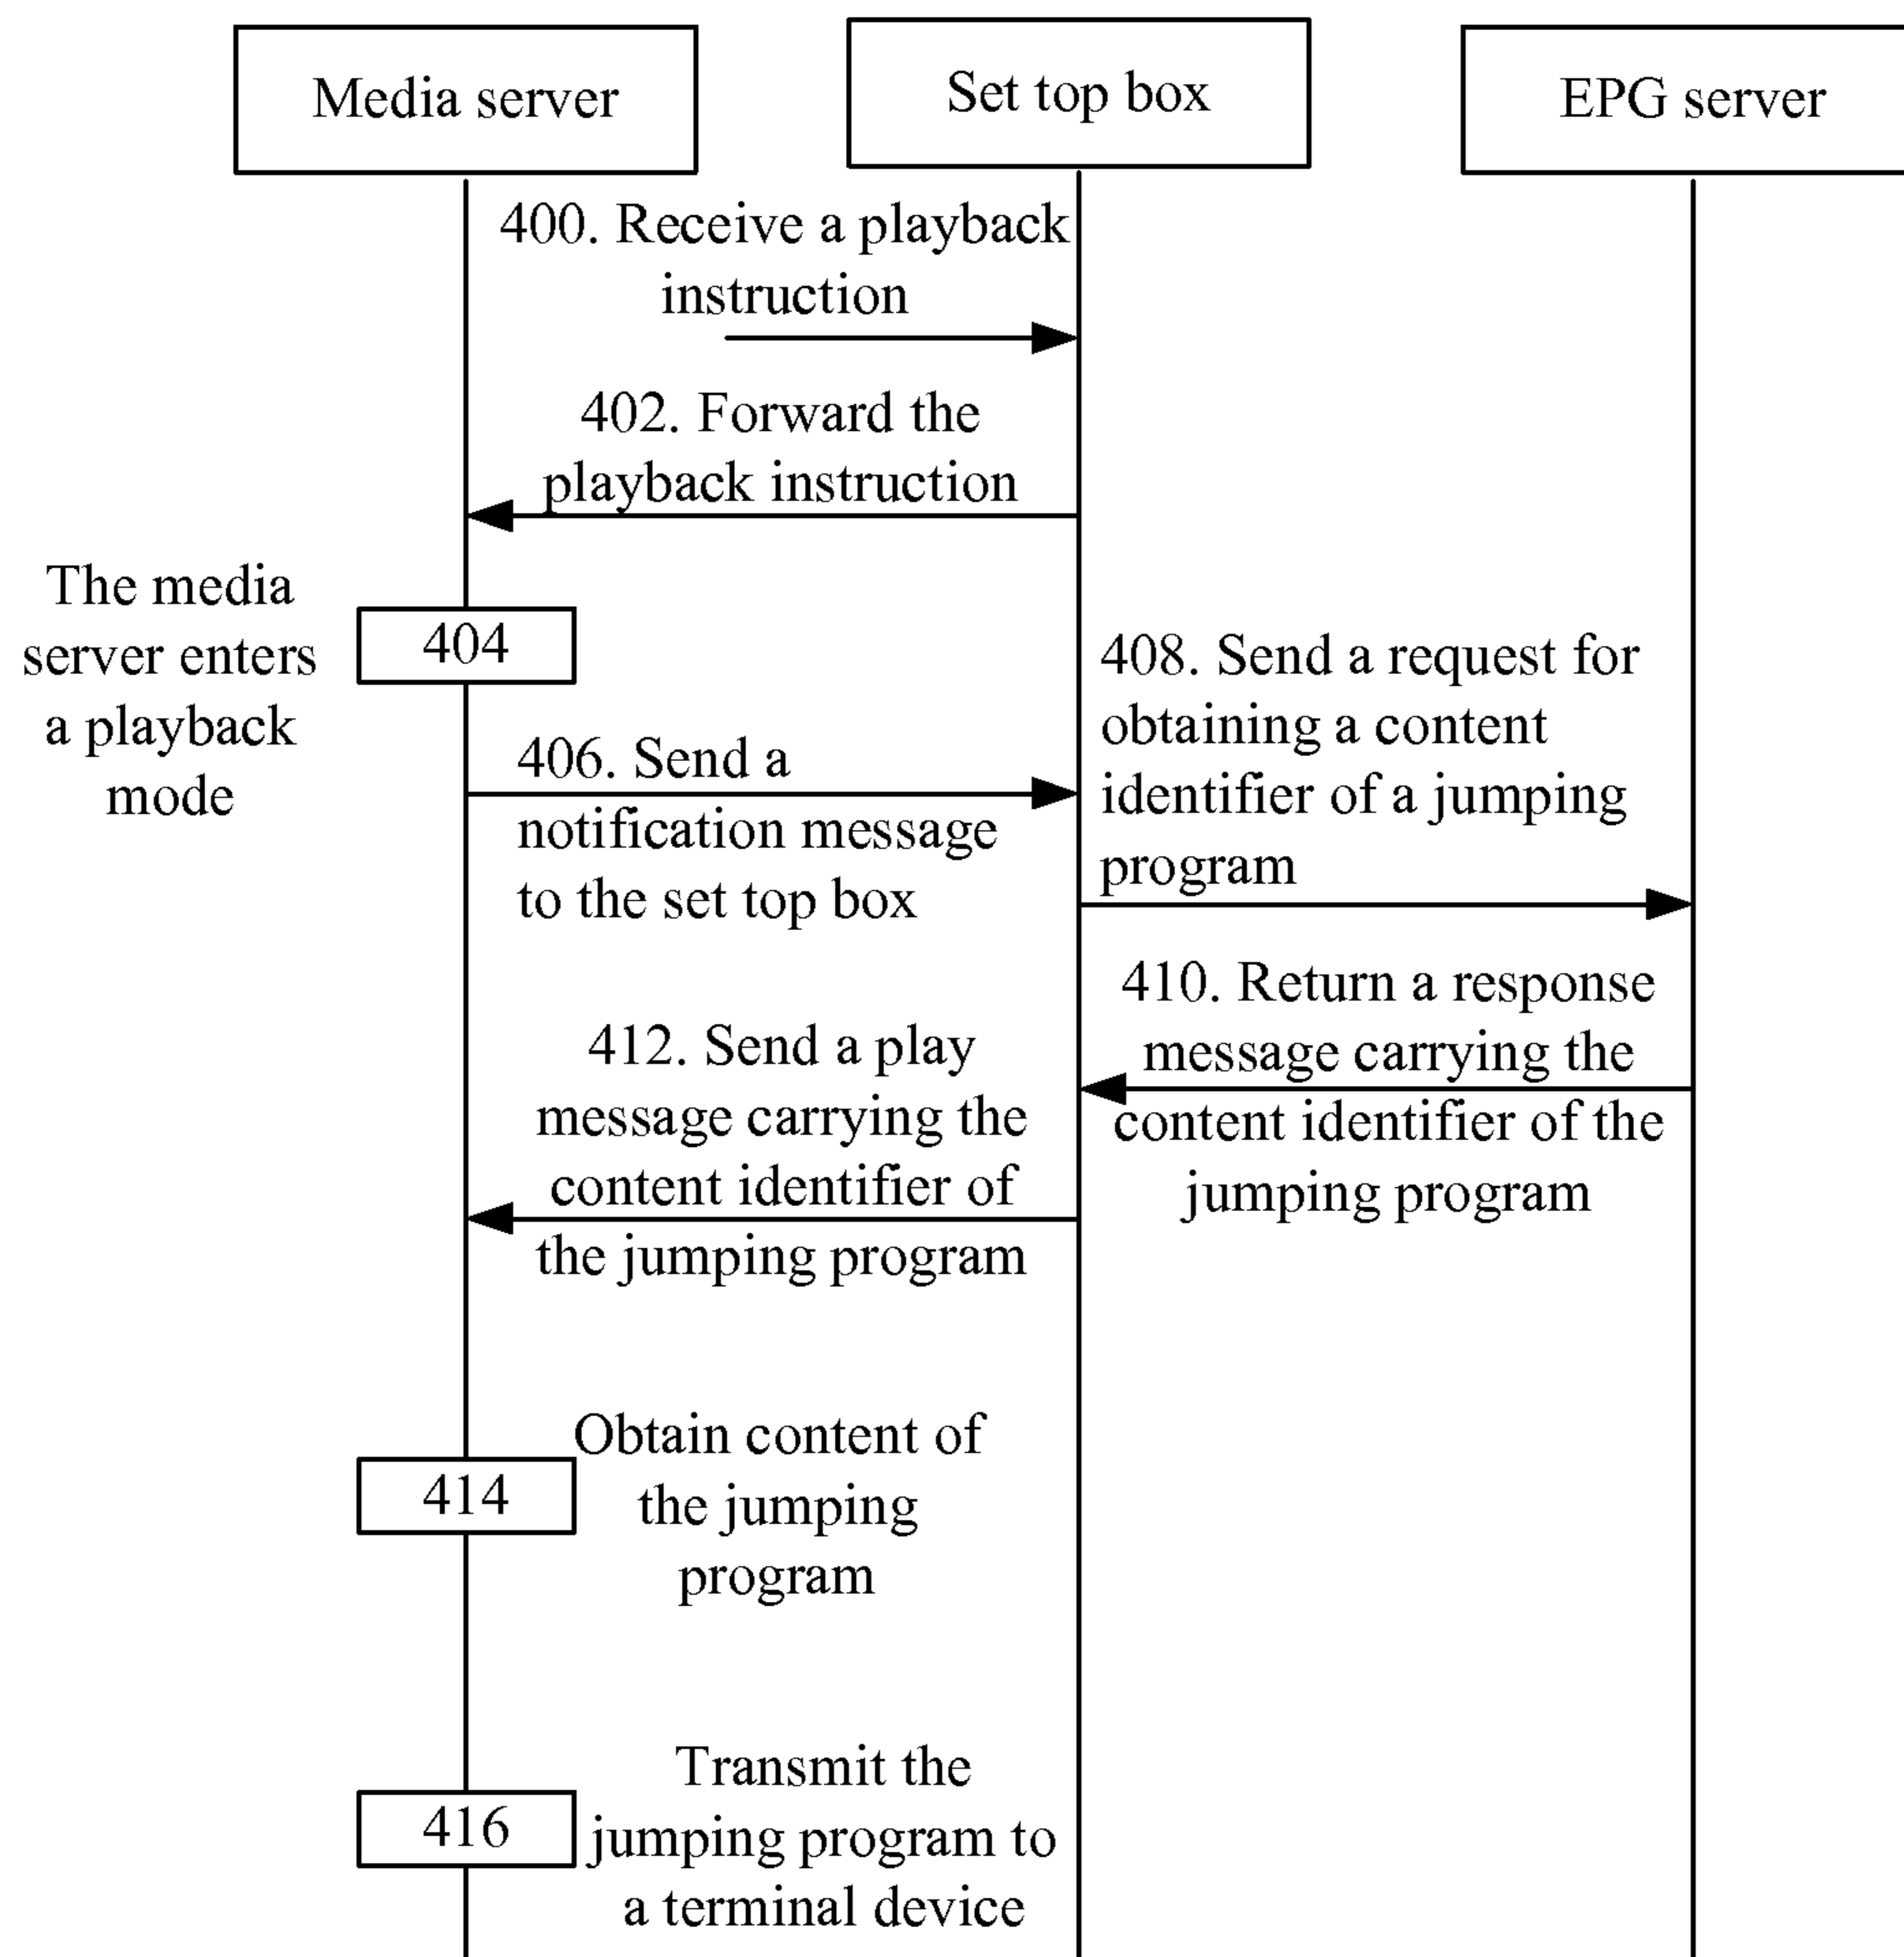 Media server
Set top box
EPG server
400. Receive a playback
instruction
402. Forward the
playback instruction
The media
server enters
a playback
mode
404
406. Send a
notification message
to the set top box
408. Send a request for
obtaining a content
identifier of a jumping
program
410. Return a response
message carrying the
content identifier of the
jumping program
412. Send a play
message carrying the
content identifier of
the jumping program
414
Obtain content of
the jumping
program
416
Transmit the
jumping program to
a terminal device